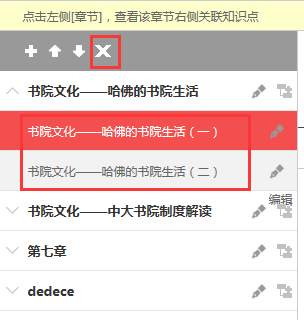 点击左侧[章节]，查看该章节右侧关联知识点
书院文化——哈佛的书院生活
书院文化——哈佛的书院生活（一）
书院文化——哈佛的书院生活（二）
编辑
书院文化——中大书院制度解读
第七章
dedece